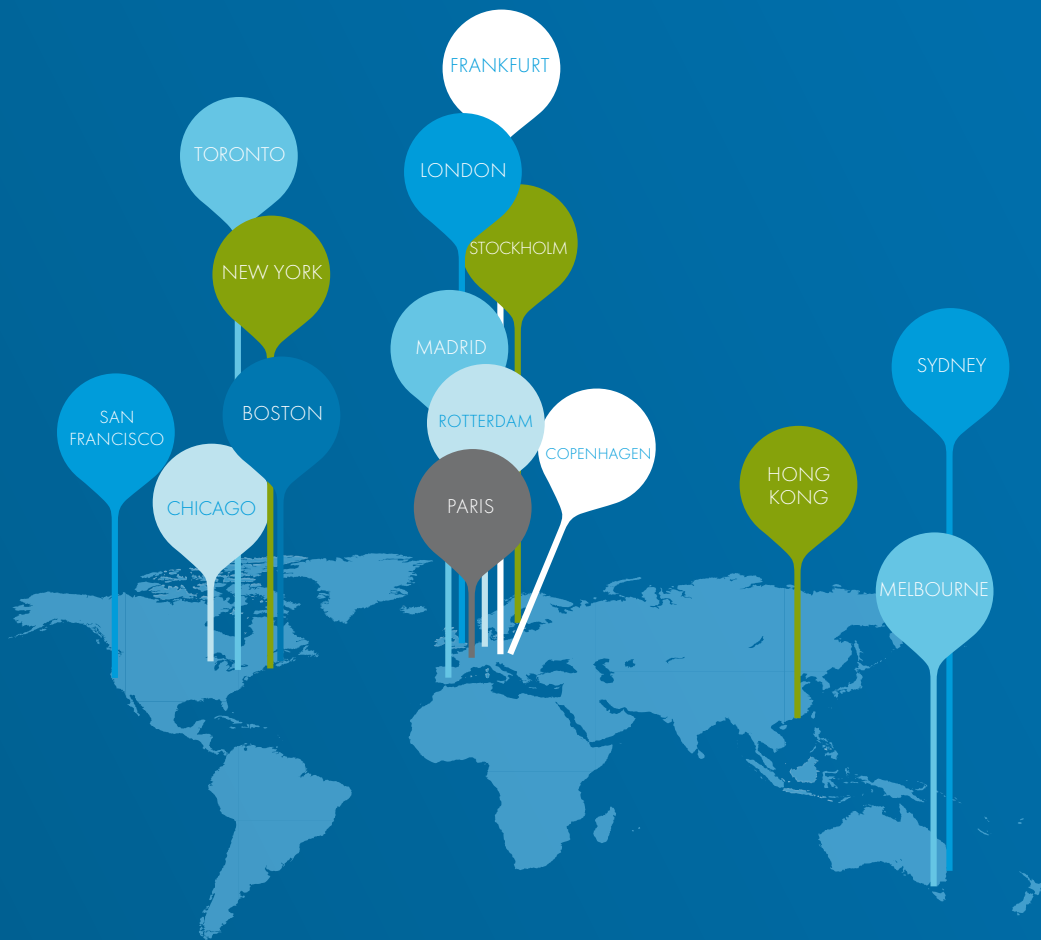 FRANKFURT
TORONTO
LONDON
STOCKHOLM
NEW YORK
MADRID
SYDNEY
BOSTON
SAN
FRANCISCO
ROTTERDAM
COPENHAGEN
HONG
KONG
CHICAGO
PARIS
MELBOURNE